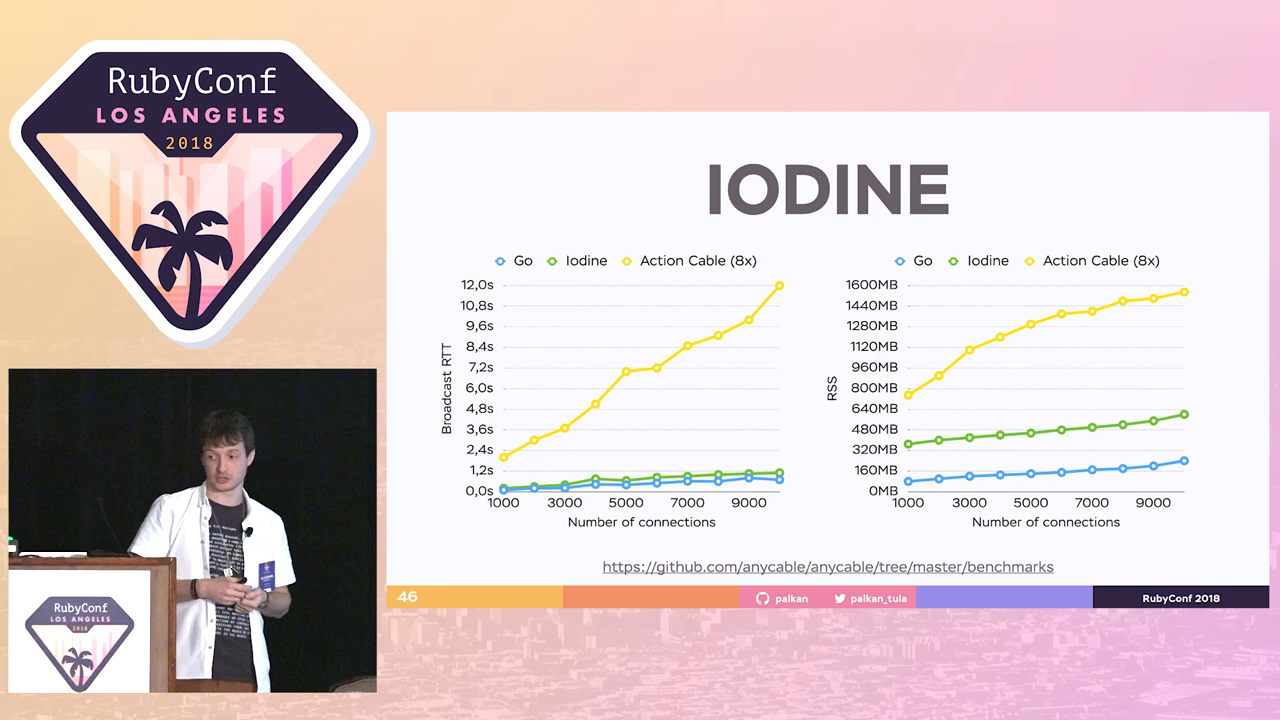 RubyConf
LOS ANGELES
2018
IODINE
Go Iodine Action Cable (8x)
12,0s
10,8s
9,6s
8,4s
7,2s
6,0s
4,8s
3,6s
2,4s
1,2s
0,0s
Broadcast RTT
1000 3000 5000 7000 9000
Number of connections
Go Iodine Action Cable (8x)
1600MB
1440MB
1280MB
1120MB
960MB
800MB
640MB
480MB
320MB
160MB
0MB
RSS
1000 3000 5000 7000 9000
Number of connections
https://github.com/anycable/anycable/tree/master/benchmarks
46 palkan palkan_tula RubyConf 2018
RubyConf
LOS ANGELES
2018